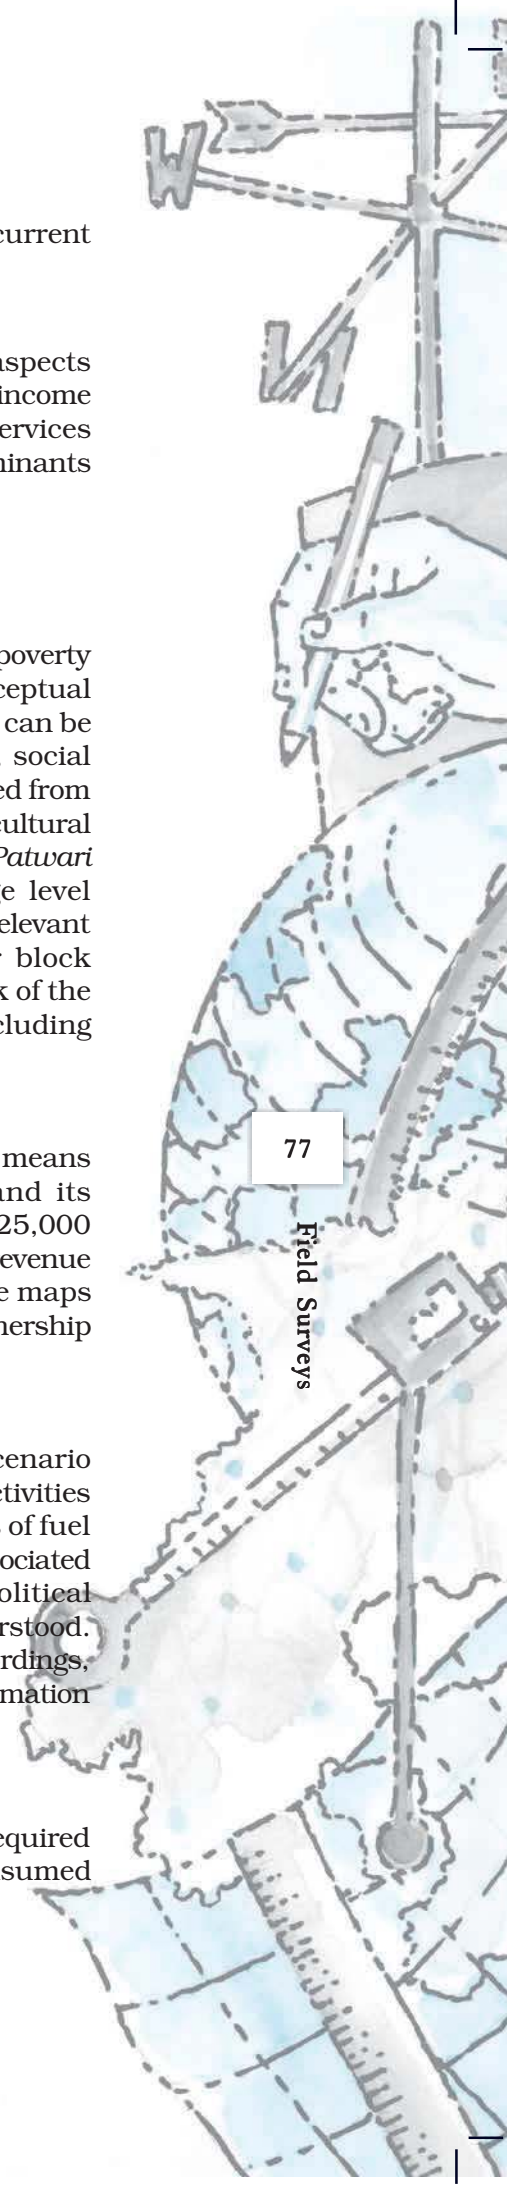 current
aspects
income
ervices
ninants
poverty
ceptual
can be
social
ed from
cultural
Patwari
e level
elevant
block
k of the
cluding
means
and its
25,000
evenue
e maps
nership
cenario
ctivities
of fuel
ociated
olitical
rstood.
rdings,
mation
equired
sumed
W
N
77
Field Surveys